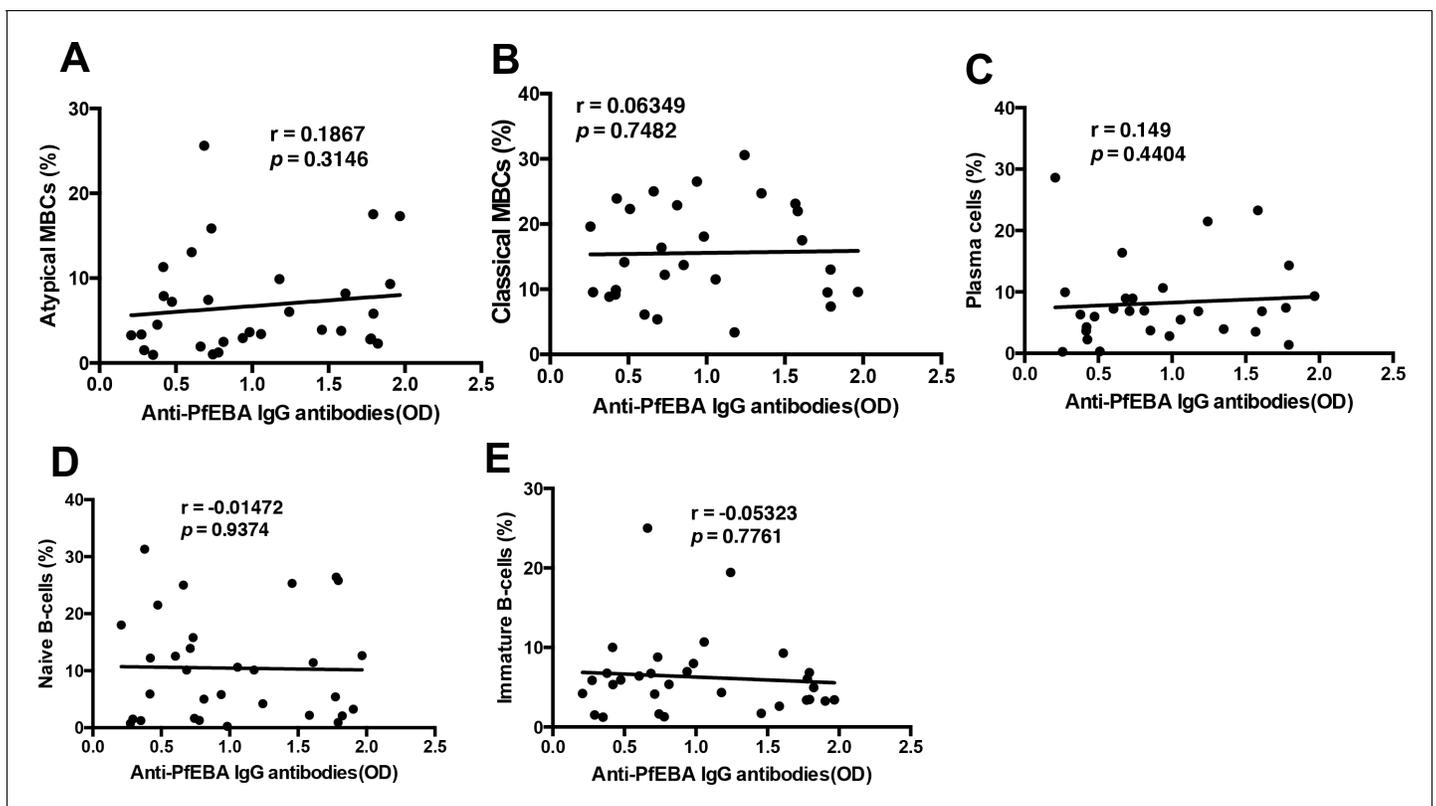 A
Atypical MBCs (%)
30
20
10
0
r = 0.1867
p = 0.3146
0.0 0.5 1.0 1.5 2.0 2.5
Anti-PfEBA IgG antibodies(OD)
B
Classical MBCs (%)
40
30
20
10
0
r = 0.06349
p = 0.7482
0.0 0.5 1.0 1.5 2.0 2.5
Anti-PfEBA IgG antibodies(OD)
C
Plasma cells (%)
40
30
20
10
0
r = 0.149
p = 0.4404
0.0 0.5 1.0 1.5 2.0 2.5
Anti-PfEBA IgG antibodies(OD)
D
Naive B-cells (%)
40
30
20
10
0
r = -0.01472
p = 0.9374
0.0 0.5 1.0 1.5 2.0 2.5
Anti-PfEBA IgG antibodies(OD)
E
Immature B-cells (%)
30
20
10
0
r = -0.05323
p = 0.7761
0.0 0.5 1.0 1.5 2.0 2.5
Anti-PfEBA IgG antibodies(OD)